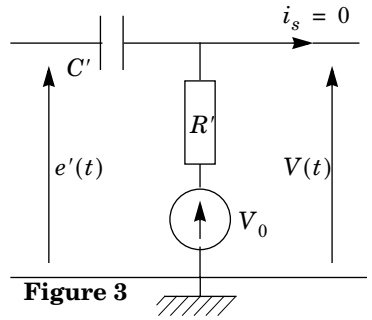 i_s = 0
C'
R'
e'(t)
V(t)
V_0
Figure 3